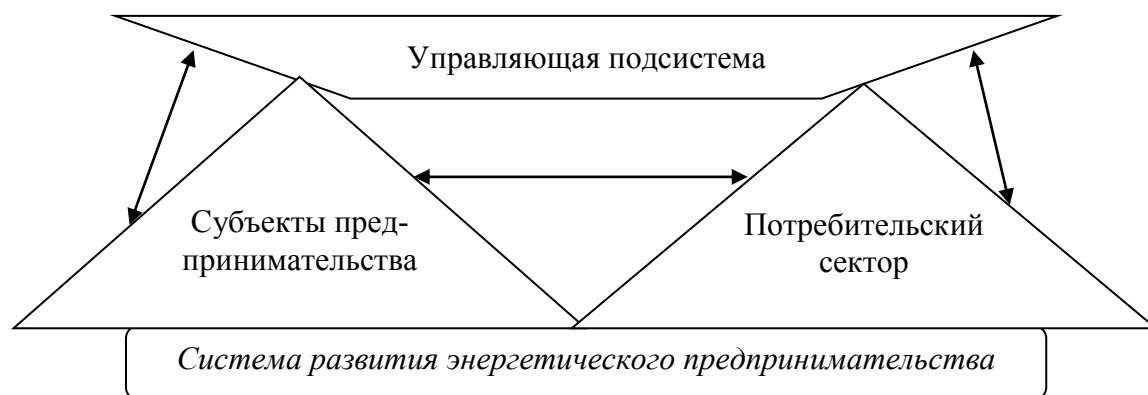 Управляющая подсистема
Субъекты пред-
принимательства
Потребительский
сектор
Система развития энергетического предпринимательства